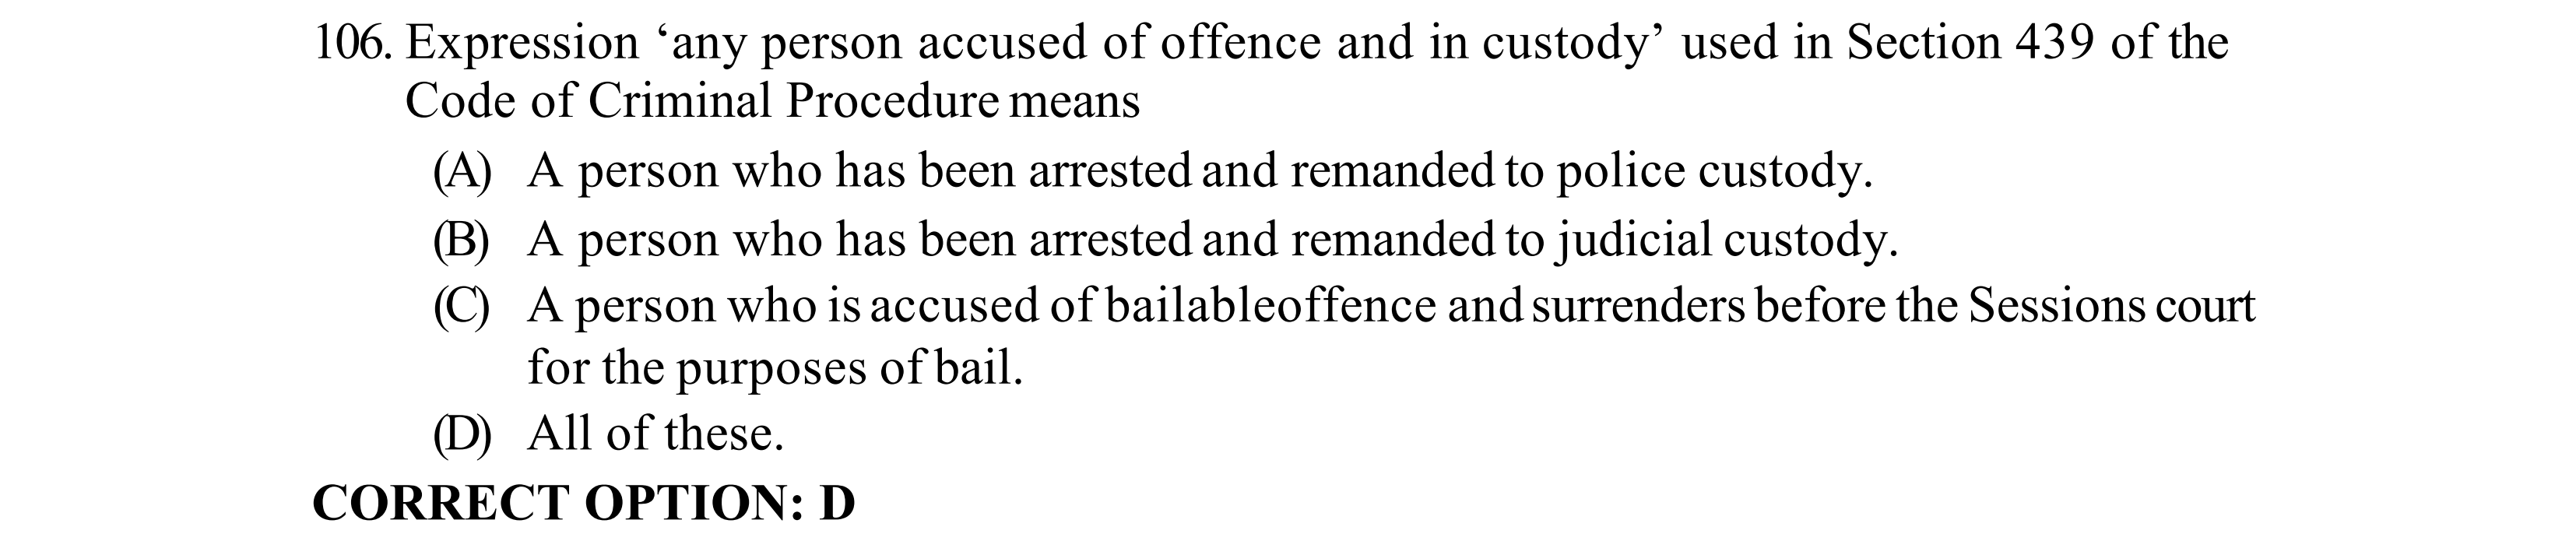 106. Expression ‘any person accused of offence and in custody’ used in Section 439 of the
Code of Criminal Procedure means
(A) A person who has been arrested and remanded to police custody.
(B) A person who has been arrested and remanded to judicial custody.
(C) A person who is accused of bailableoffence and surrenders before the Sessions court
for the purposes of bail.
(D) All of these.
CORRECT OPTION: D